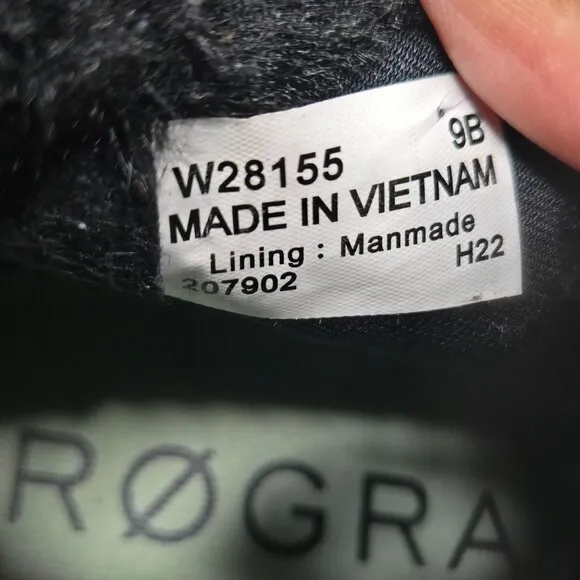 9B
W28155
MADE IN VIETNAM
Lining : Manmade
207902 H22
RØGRA